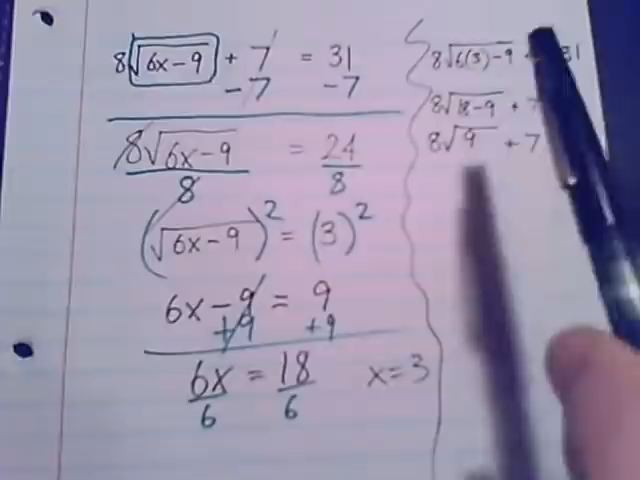 8√(6x-9) + 7 = 31
-7 -7
8√(6x-9) = 24
8 8
(√(6x-9))² = (3)²
6x-9 = 9
+9 +9
6x = 18 x=3
6 6
8√(6(3)-9) 31
8√(18-9) + 7
8√9 + 7